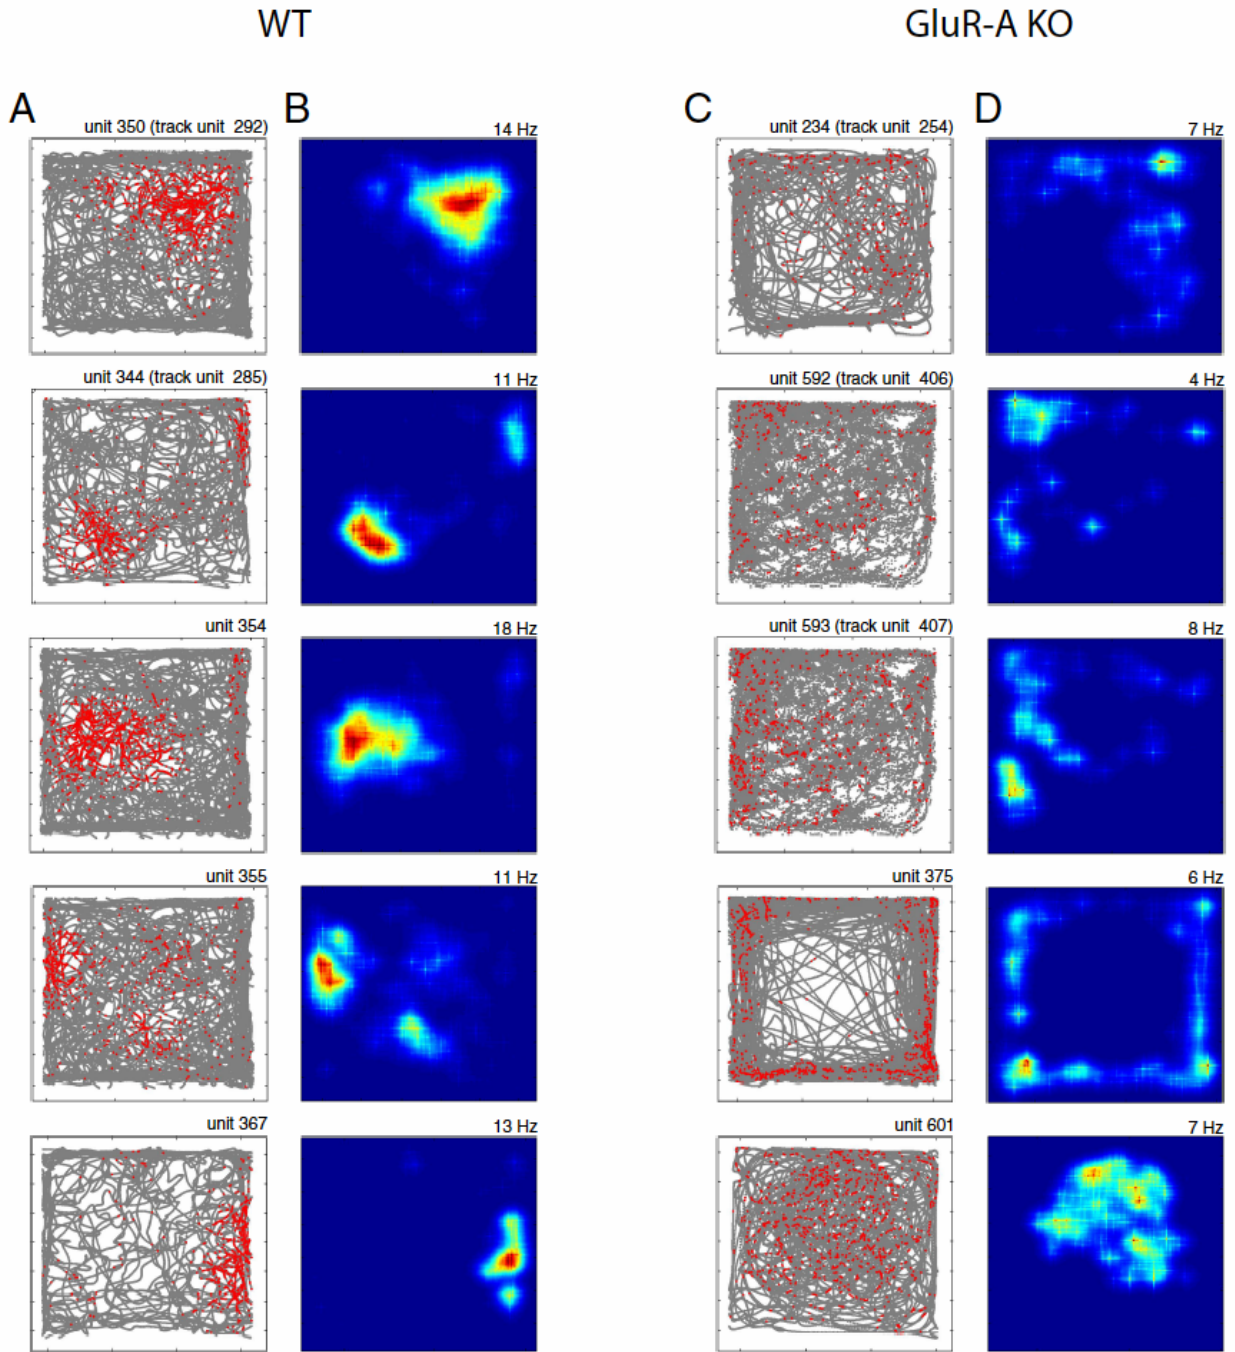 WT GluR-A KO
A B C D
unit 350 (track unit 292) 14 Hz unit 234 (track unit 254) 7 Hz
unit 344 (track unit 285) 11 Hz unit 592 (track unit 406) 4 Hz
unit 354 18 Hz unit 593 (track unit 407) 8 Hz
unit 355 11 Hz unit 375 6 Hz
unit 367 13 Hz unit 601 7 Hz